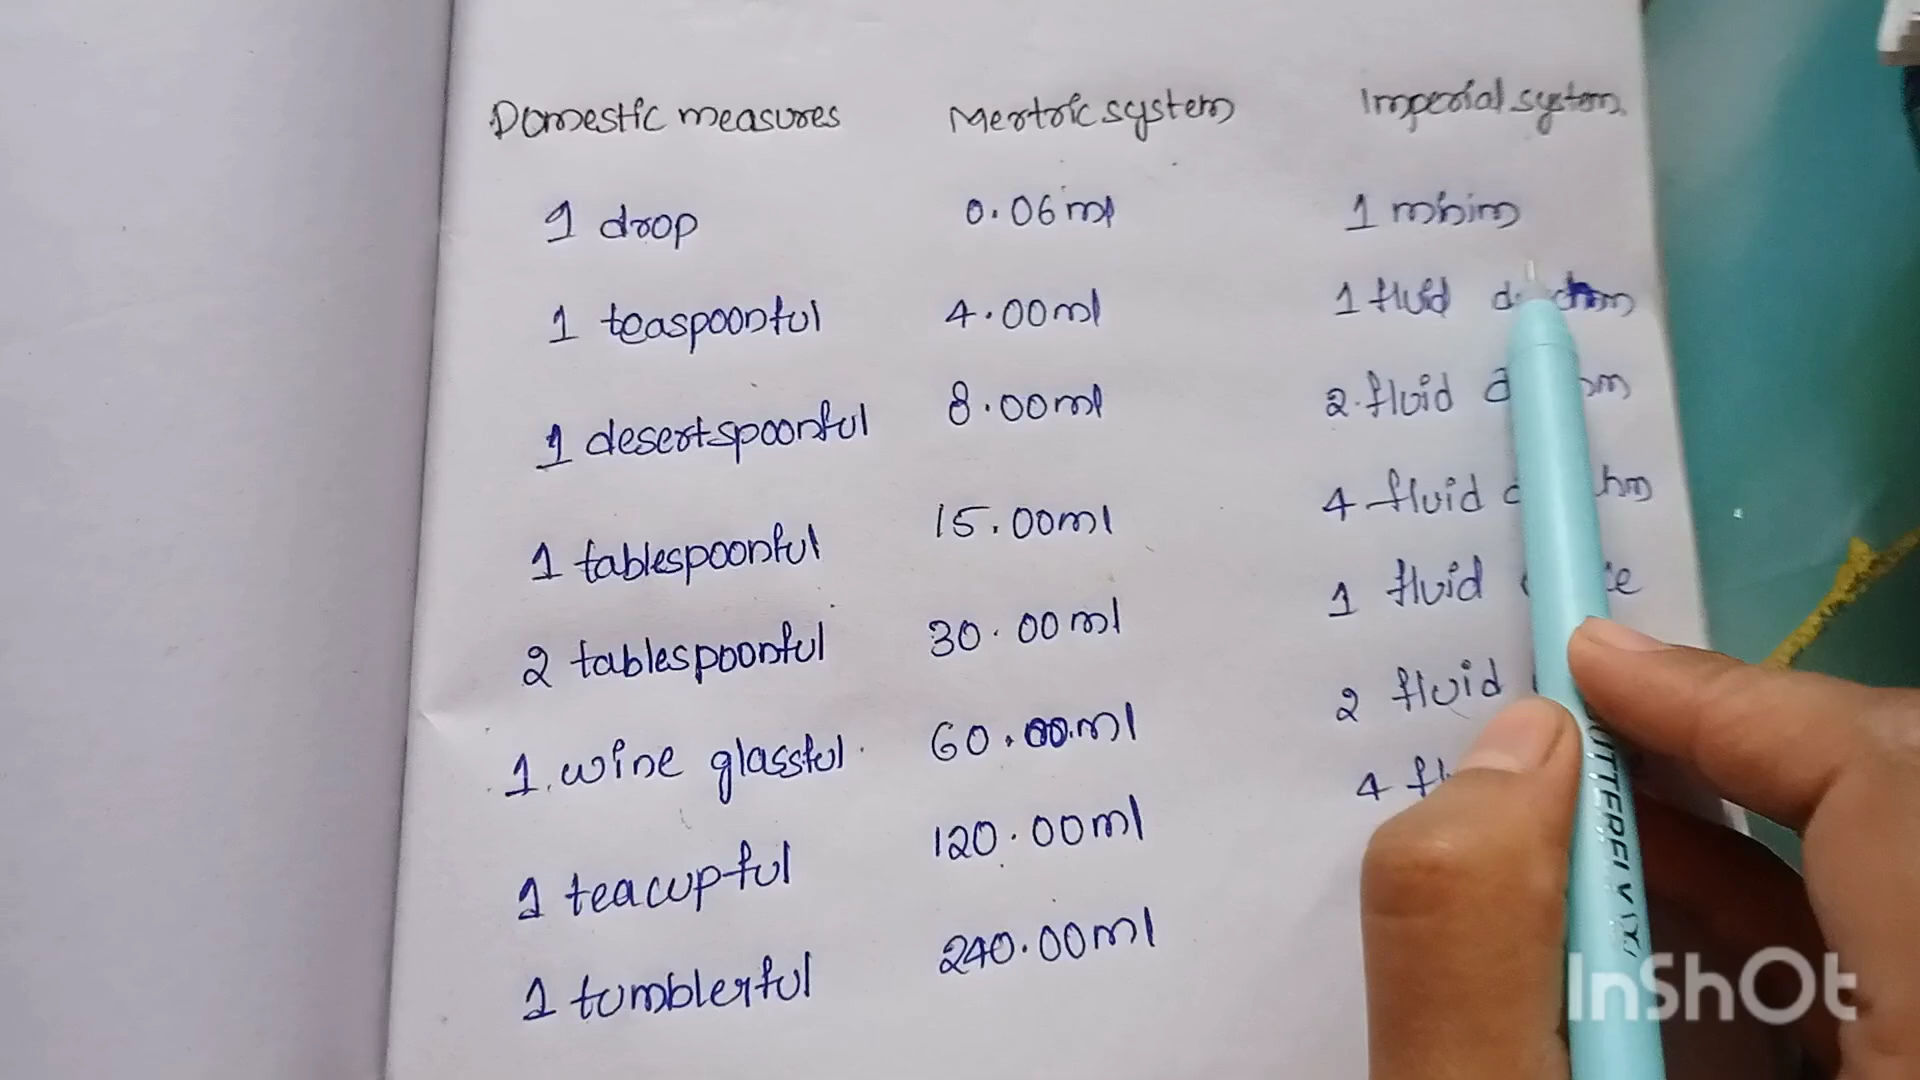 Domestic measures Mertric system Imperial system.
1 drop 0.06ml 1 mhim
1 teaspoonful 4.00ml 1 fluid
1 desertspoonful 8.00ml 2 fluid
1 tablespoonful 15.00ml 4 fluid
2 tablespoonful 30.00ml 1 fluid
1 wine glassful 60.00ml 2 fluid
1 teacupful 120.00ml 4
1 tumblerful 240.00ml
InShOt